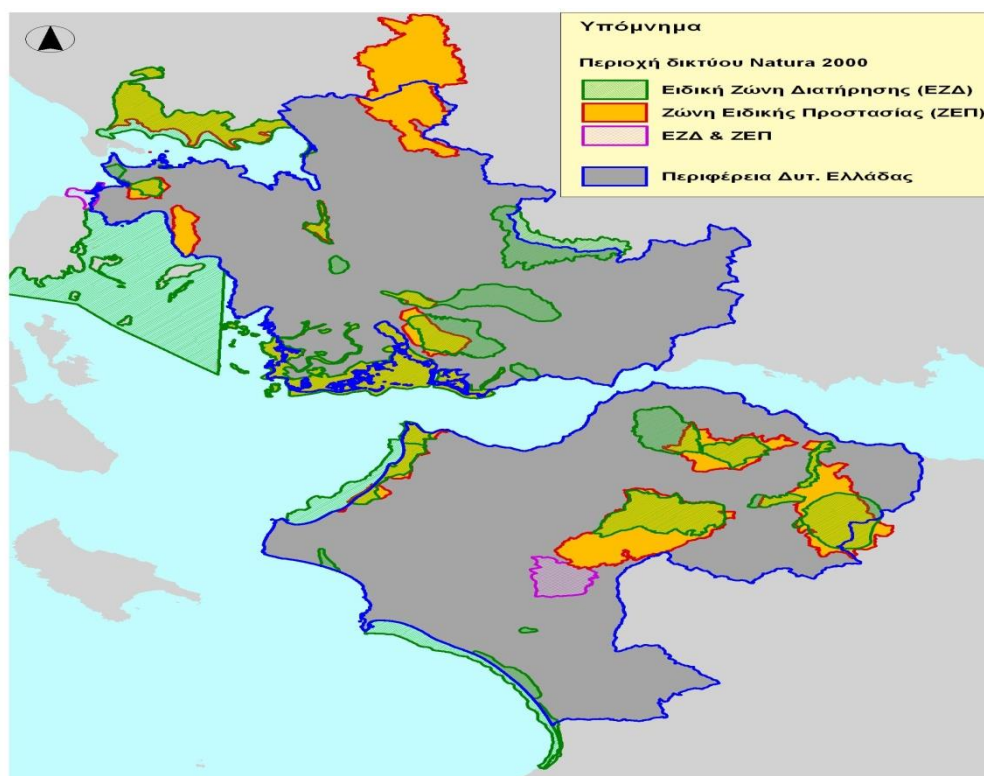 Υπόμνημα
Περιοχή δικτύου Natura 2000
Ειδική Ζώνη Διατήρησης (ΕΖΔ)
Ζώνη Ειδικής Προστασίας (ΖΕΠ)
ΕΖΔ & ΖΕΠ
Περιφέρεια Δυτ. Ελλάδας